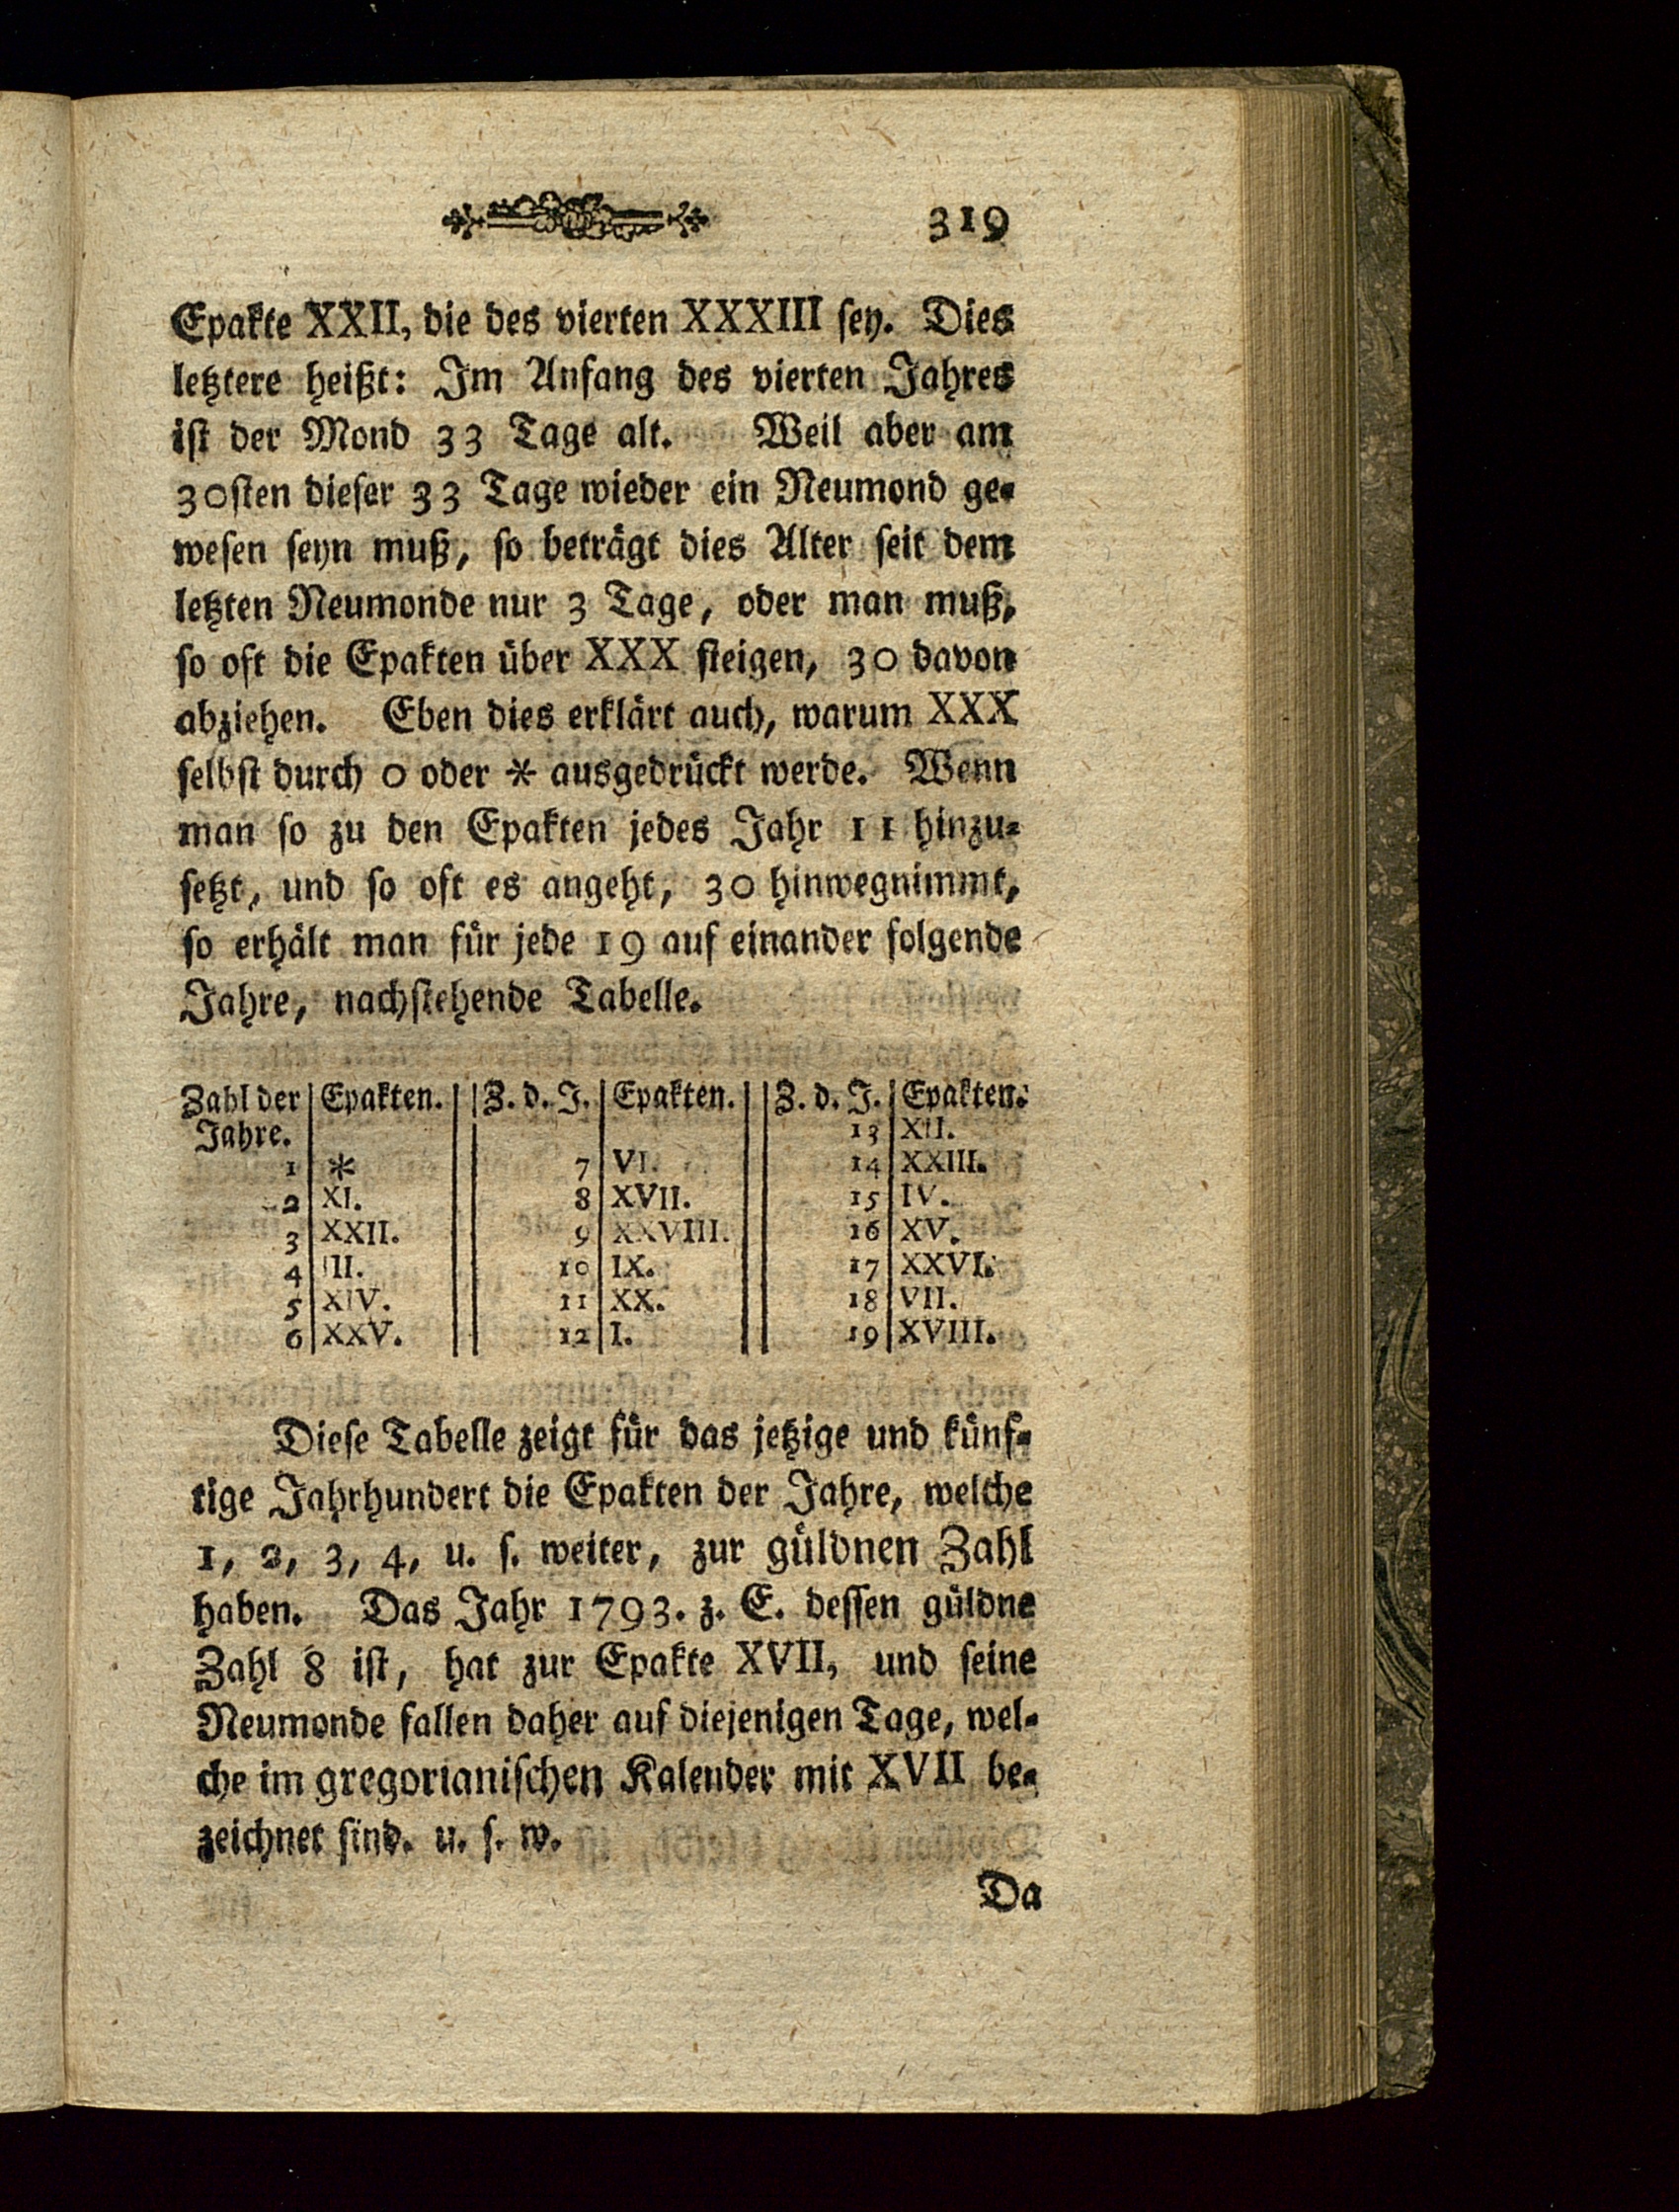 319
Epakte XXII, die des vierten XXXIII sey. Dies
letztere heißt: Im Anfang des vierten Jahres
ist der Mond 33 Tage alt. Weil aber am
30sten dieser 33 Tage wieder ein Neumond ge-
wesen seyn muß, so beträgt dies Alter seit dem
letzten Neumonde nur 3 Tage, oder man muß,
so oft die Epakten über XXX steigen, 30 davon
abziehen. Eben dies erklärt auch, warum XXX
selbst durch 0 oder * ausgedrückt werde. Wenn
man so zu den Epakten jedes Jahr 11 hinzu-
setzt, und so oft es angeht, 30 hinwegnimmt,
so erhält man für jede 19 auf einander folgende
Jahre, nachstehende Tabelle.
Zahl der Epakten. Z. d. J. Epakten. Z. d. J. Epakten.
Jahre. 13 XII.
1 * 7 VI. 14 XXIII.
2 XI. 8 XVII. 15 IV.
3 XXII. 9 XXVIII. 16 XV.
4 III. 10 IX. 17 XXVI.
5 XIV. 11 XX. 18 VII.
6 XXV. 12 I. 19 XVIII.
Diese Tabelle zeigt für das jetzige und künf-
tige Jahrhundert die Epakten der Jahre, welche
1, 2, 3, 4, u. s. weiter, zur güldnen Zahl
haben. Das Jahr 1793. z. E. dessen güldne
Zahl 8 ist, hat zur Epakte XVII, und seine
Neumonde fallen daher auf diejenigen Tage, wel-
che im gregorianischen Kalender mit XVII be-
zeichnet sind. u. s. w.
Da